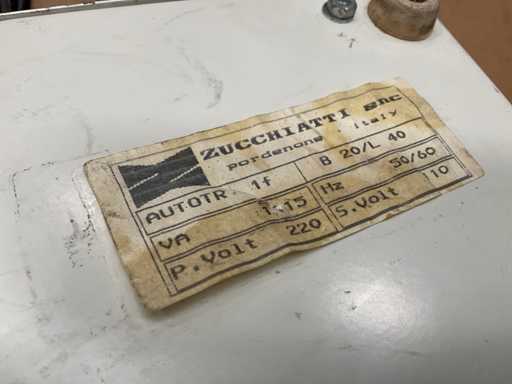 ZUCCHIATTI snc
Pordenone . italy
AUTOTR. 1f B 20/L 40
VA 1.15 Hz 50/60
P.Volt 220 S.Volt 110